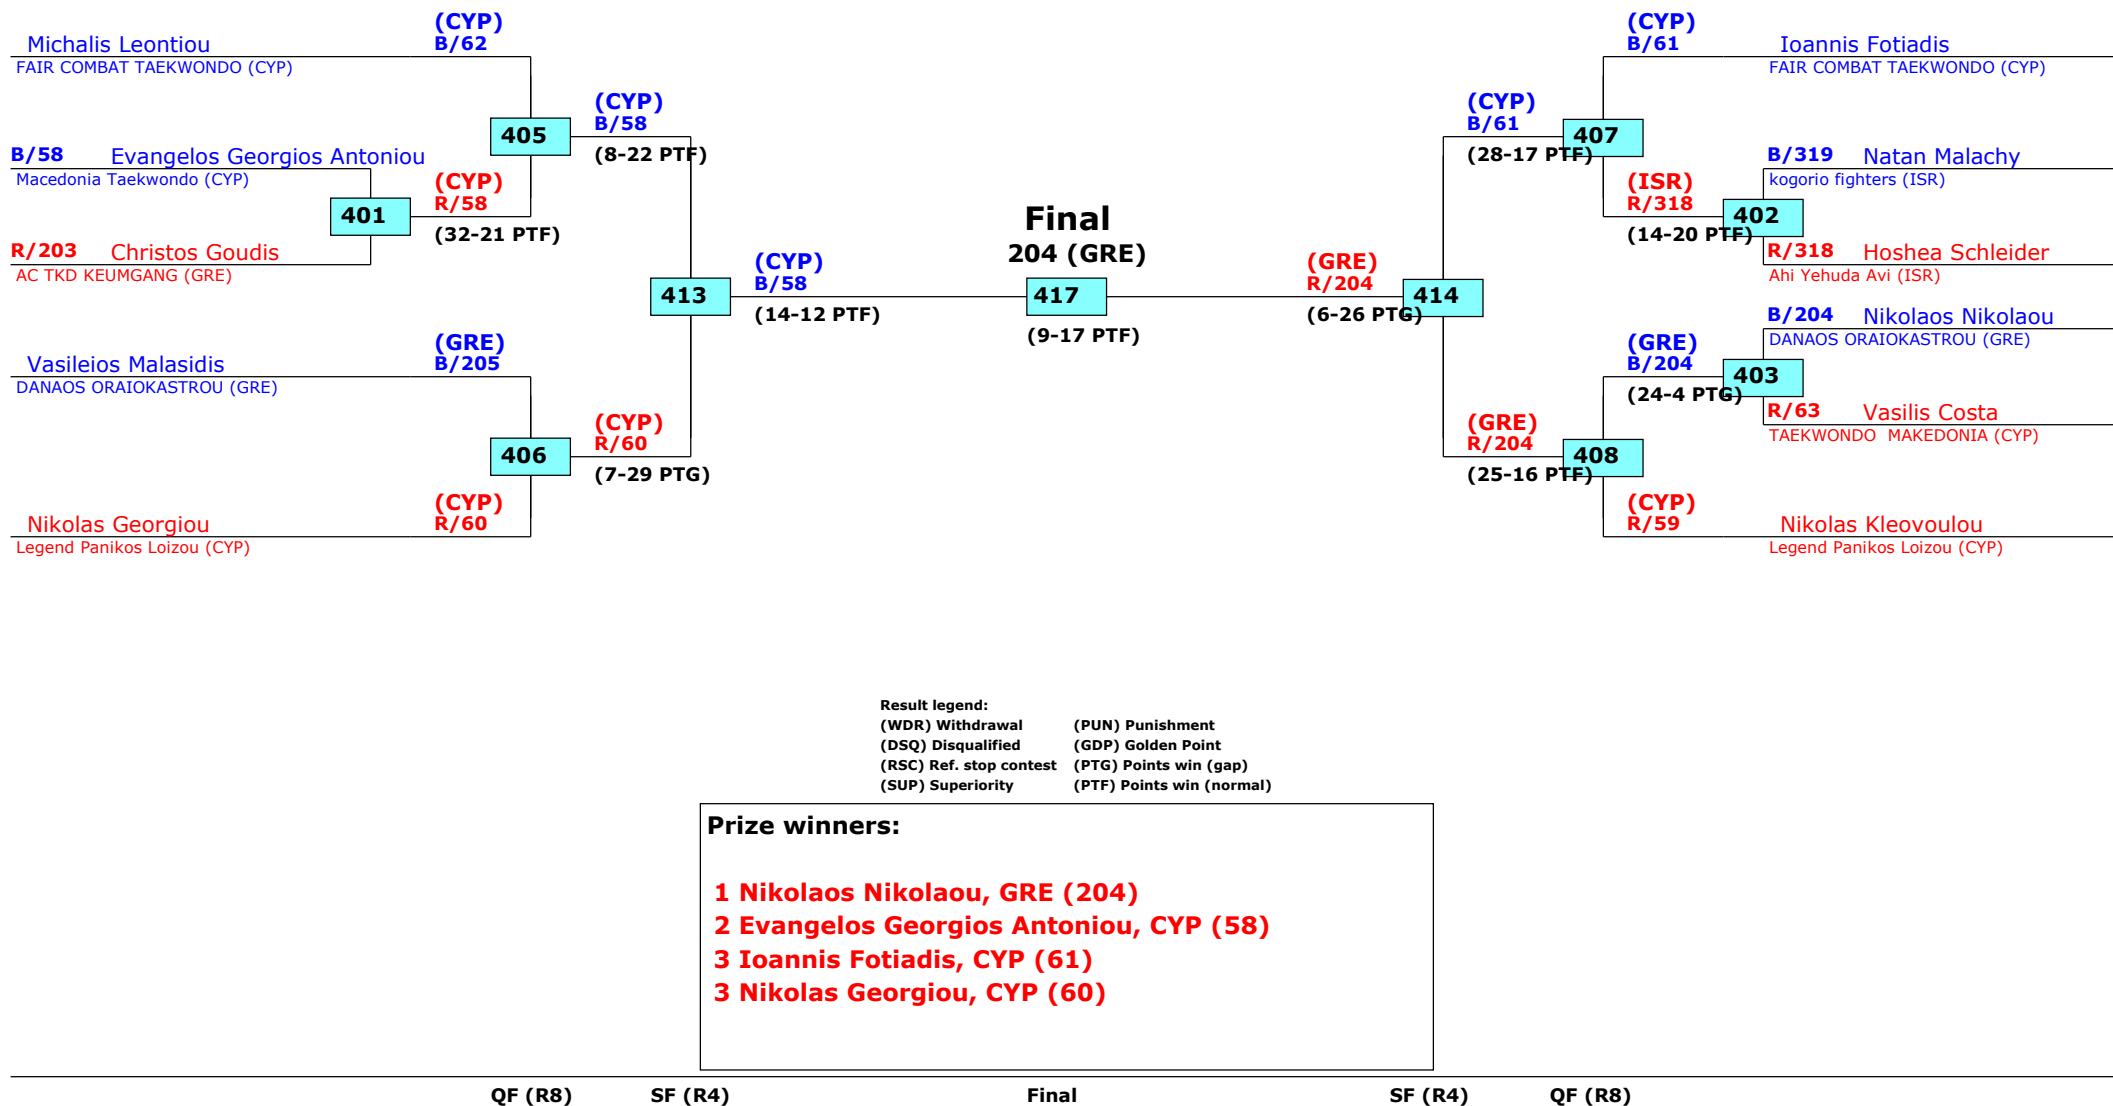 (CYP)
B/62
Michalis Leontiou
FAIR COMBAT TAEKWONDO (CYP)
405
(CYP)
B/58
(8-22 PTF)
B/58 Evangelos Georgios Antoniou
Macedonia Taekwondo (CYP)
401
(CYP)
R/58
(32-21 PTF)
R/203 Christos Goudis
AC TKD KEUMGANG (GRE)
413
(CYP)
B/58
(14-12 PTF)
(GRE)
B/205
Vasileios Malasidis
DANAOS ORAIOKASTROU (GRE)
406
(CYP)
R/60
(7-29 PTG)
(CYP)
R/60
Nikolas Georgiou
Legend Panikos Loizou (CYP)
Final
204 (GRE)
417
(9-17 PTF)
(GRE)
R/204
(6-26 PTG)
414
(CYP)
B/61
(28-17 PTF)
407
(CYP)
B/61
Ioannis Fotiadis
FAIR COMBAT TAEKWONDO (CYP)
(ISR)
R/318
(14-20 PTF)
402
B/319 Natan Malachy
kogorio fighters (ISR)
R/318 Hoshea Schleider
Ahi Yehuda Avi (ISR)
B/204 Nikolaos Nikolaou
DANAOS ORAIOKASTROU (GRE)
(GRE)
B/204
(24-4 PTG)
403
R/63 Vasilis Costa
TAEKWONDO MAKEDONIA (CYP)
(GRE)
R/204
(25-16 PTF)
408
(CYP)
R/59
Nikolas Kleovoulou
Legend Panikos Loizou (CYP)
Result legend:
(WDR) Withdrawal (PUN) Punishment
(DSQ) Disqualified (GDP) Golden Point
(RSC) Ref. stop contest (PTG) Points win (gap)
(SUP) Superiority (PTF) Points win (normal)
Prize winners:
1 Nikolaos Nikolaou, GRE (204)
2 Evangelos Georgios Antoniou, CYP (58)
3 Ioannis Fotiadis, CYP (61)
3 Nikolas Georgiou, CYP (60)
QF (R8) SF (R4) Final SF (R4) QF (R8)